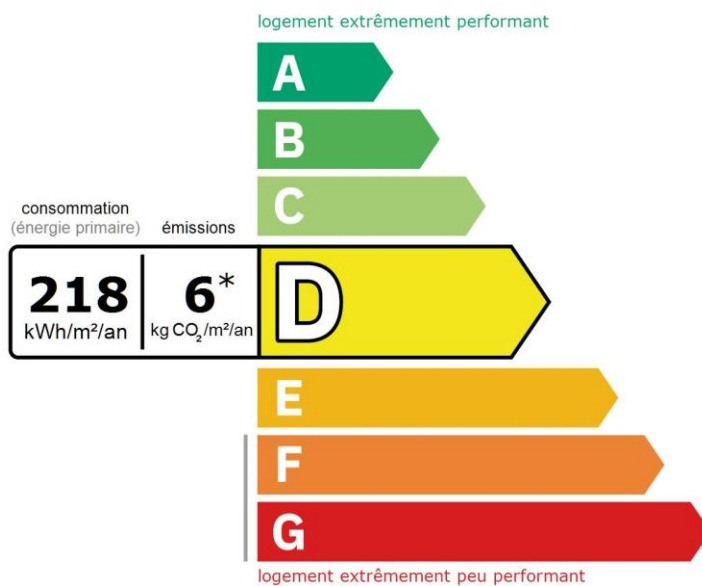 logement extrêmement performant
A
B
C
consommation
(énergie primaire)
émissions
218
kWh/m²/an
6*
kg CO₂/m²/an
D
E
F
G
logement extrêmement peu performant